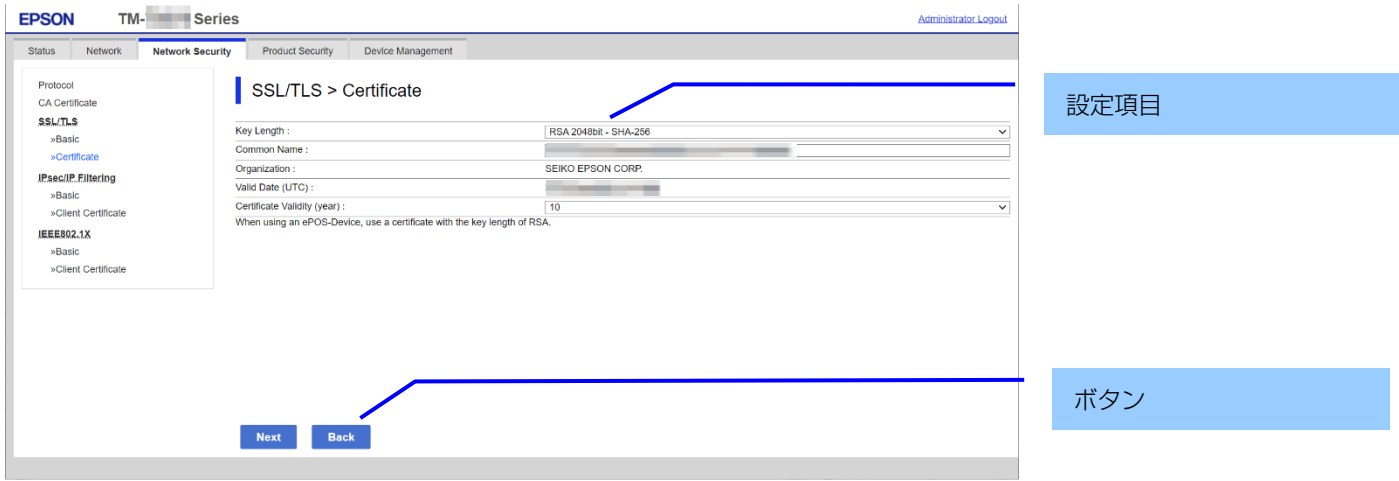 EPSON TM- Series
Administrator Logout
Status Network Network Security Product Security Device Management
Protocol
CA Certificate
SSL/TLS
»Basic
»Certificate
IPsec/IP Filtering
»Basic
»Client Certificate
IEEE802.1X
»Basic
»Client Certificate
SSL/TLS > Certificate
Key Length : RSA 2048bit - SHA-256
Common Name :
Organization : SEIKO EPSON CORP.
Valid Date (UTC) :
Certificate Validity (year) : 10
When using an ePOS-Device, use a certificate with the key length of RSA.
Next Back
設定項目
ボタン